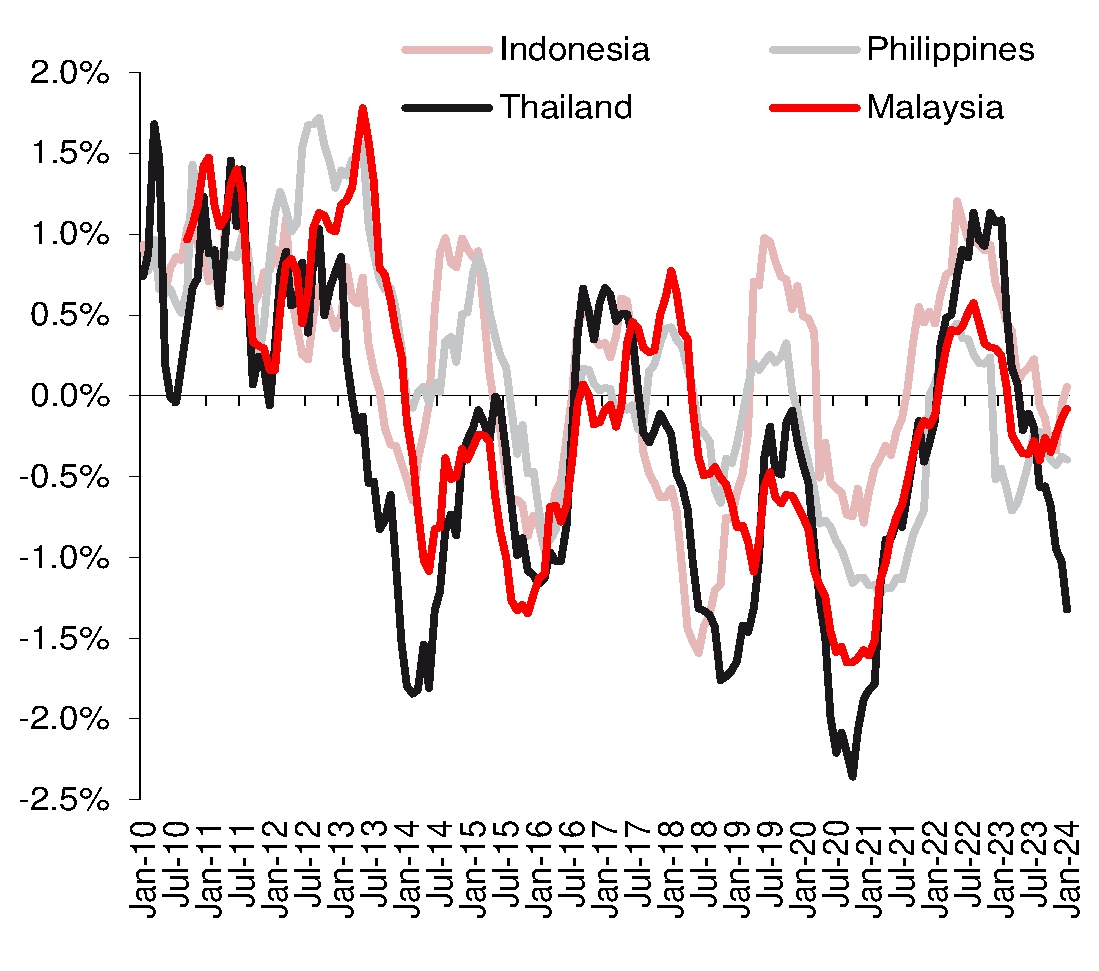 Indonesia Philippines
Thailand Malaysia
2.0%
1.5%
1.0%
0.5%
0.0%
-0.5%
-1.0%
-1.5%
-2.0%
-2.5%
Jan-10
Jul-10
Jan-11
Jul-11
Jan-12
Jul-12
Jan-13
Jul-13
Jan-14
Jul-14
Jan-15
Jul-15
Jan-16
Jul-16
Jan-17
Jul-17
Jan-18
Jul-18
Jan-19
Jul-19
Jan-20
Jul-20
Jan-21
Jul-21
Jan-22
Jul-22
Jan-23
Jul-23
Jan-24